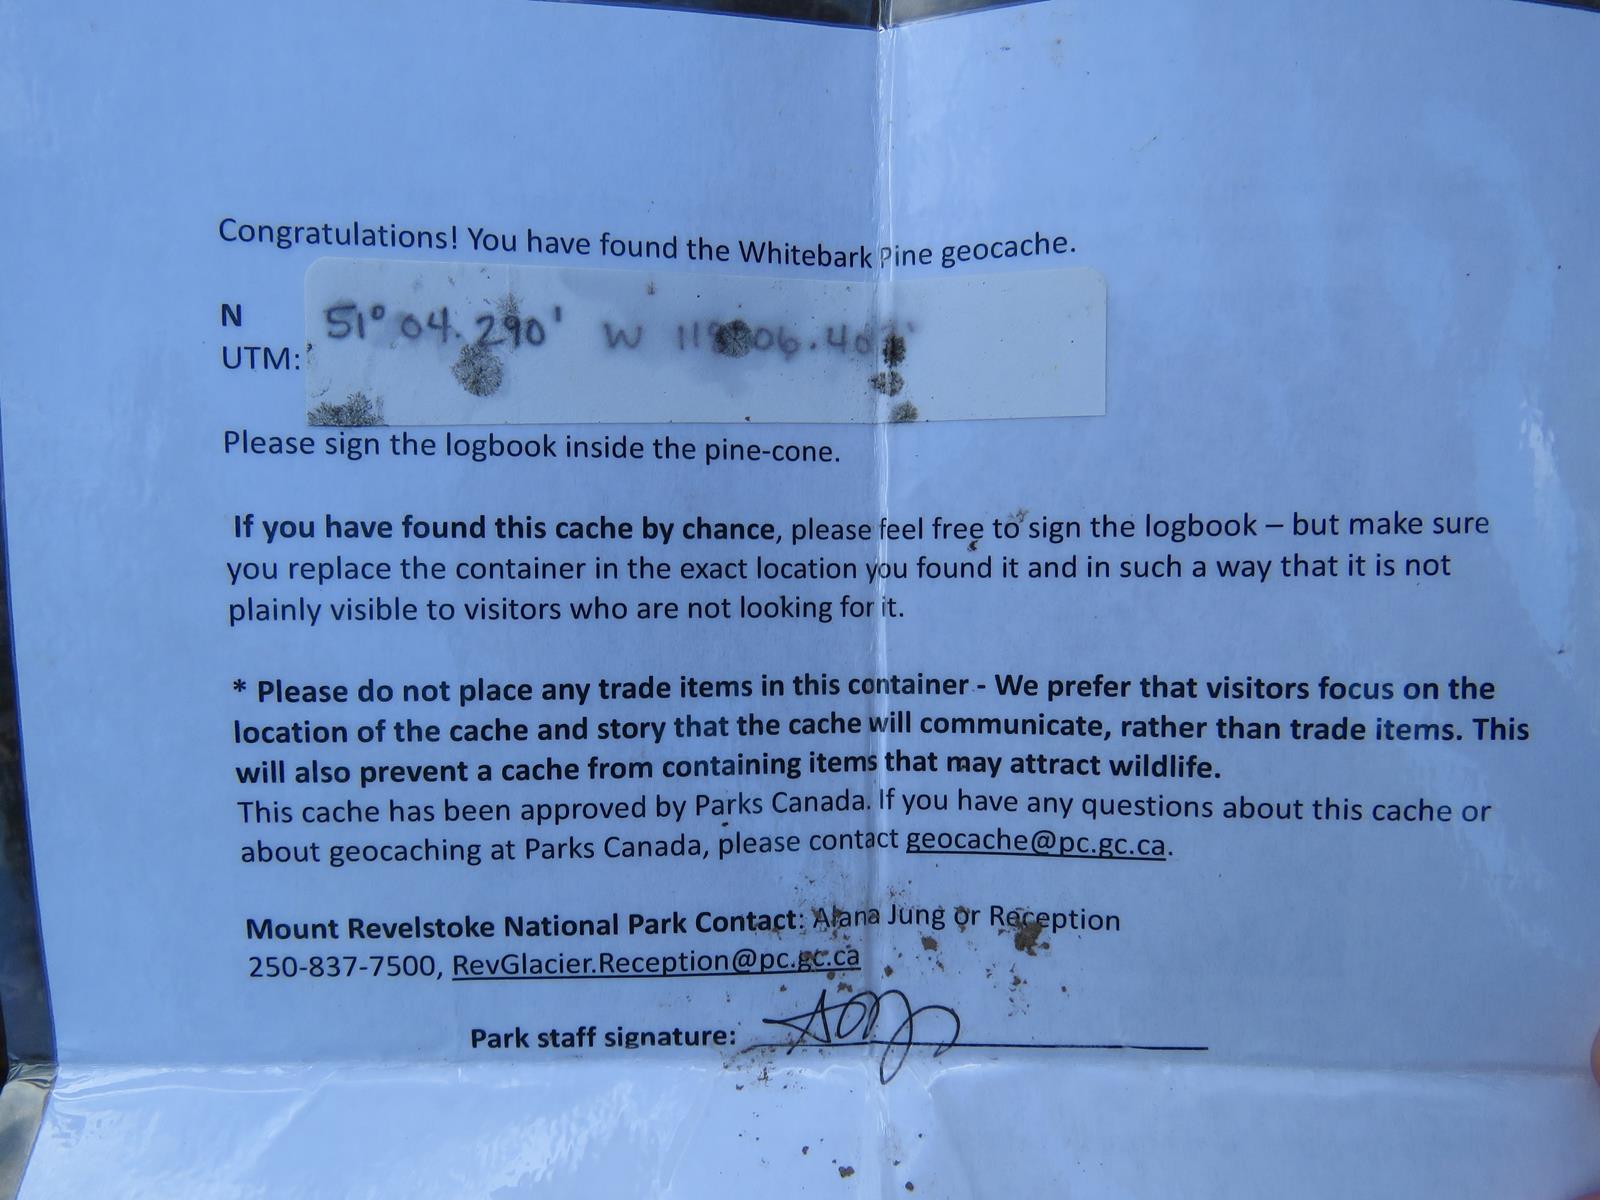 Congratulations! You have found the Whitebark Pine geocache.
N 51° 04.290' W
UTM:
Please sign the logbook inside the pine-cone.
If you have found this cache by chance, please feel free to sign the logbook – but make sure
you replace the container in the exact location you found it and in such a way that it is not
plainly visible to visitors who are not looking for it.
* Please do not place any trade items in this container - We prefer that visitors focus on the
location of the cache and story that the cache will communicate, rather than trade items. This
will also prevent a cache from containing items that may attract wildlife.
This cache has been approved by Parks Canada. If you have any questions about this cache or
about geocaching at Parks Canada, please contact geocache@pc.gc.ca.
Mount Revelstoke National Park Contact: Alana Jung or Reception
250-837-7500, RevGlacier.Reception@pc.gc.ca
Park staff signature: